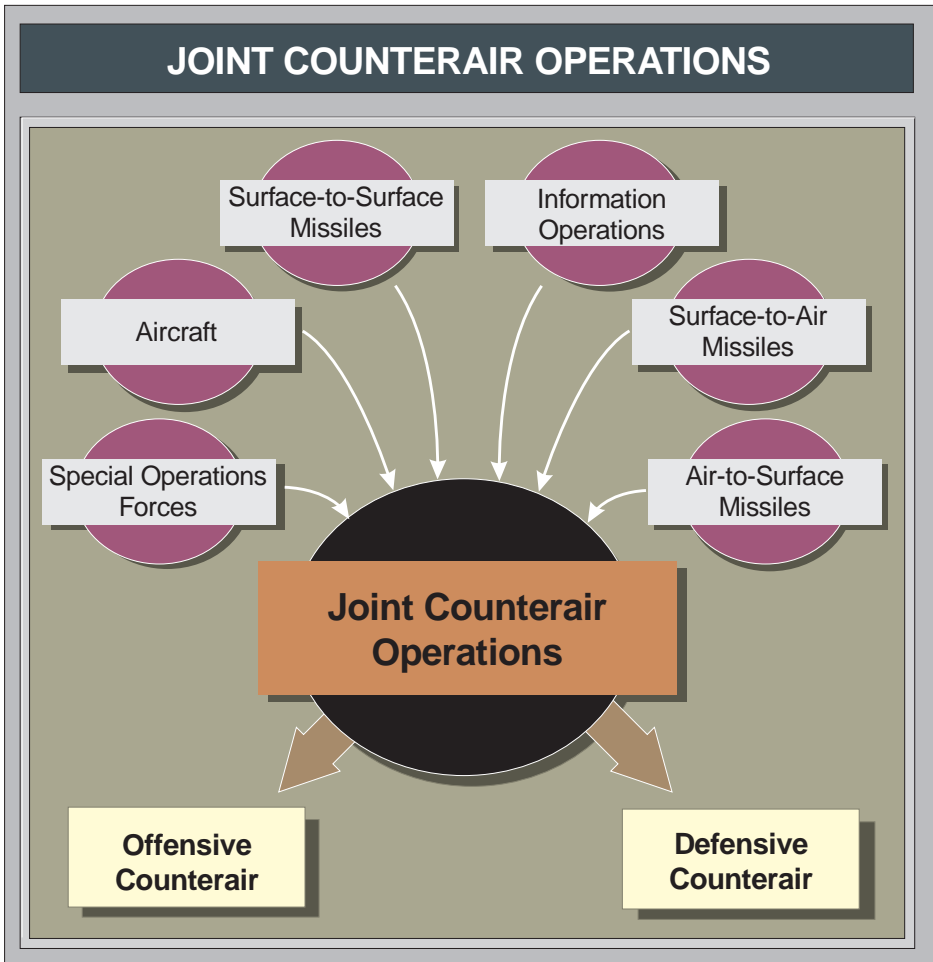 JOINT COUNTERAIR OPERATIONS
Surface-to-Surface
Missiles
Information
Operations
Aircraft
Surface-to-Air
Missiles
Special Operations
Forces
Air-to-Surface
Missiles
Joint Counterair
Operations
Offensive
Counterair
Defensive
Counterair